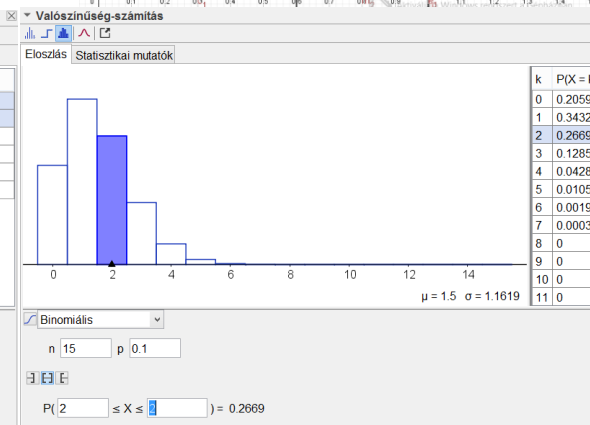 Valószínűség-számítás
Eloszlás Statisztikai mutatók
k P(X =
0 0.2059
1 0.3432
2 0.2669
3 0.1285
4 0.0428
5 0.0105
6 0.0019
7 0.0003
8 0
9 0
10 0
11 0
0 2 4 6 8 10 12 14
μ = 1.5 σ = 1.1619
Binomiális
n 15 p 0.1
P( 2 ≤ X ≤ 2 ) = 0.2669